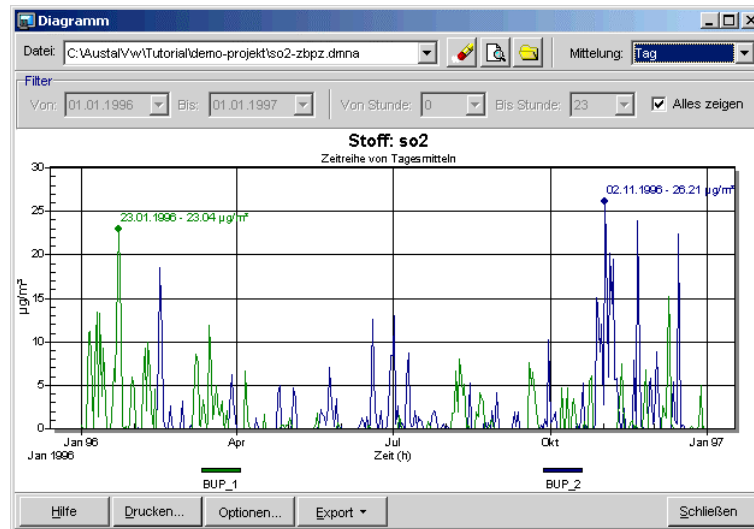 Diagramm
Datei: C:\AustalVw\Tutorial\demo-projekt\so2-zbpz.dmna Mittelung: Tag
Filter
Von: 01.01.1996 Bis: 01.01.1997 Von Stunde: 0 Bis Stunde: 23 Alles zeigen
Stoff: so2
Zeitreihe von Tagesmitteln
30
02.11.1996 - 26.21 µg/m³
25
23.01.1996 - 23.04 µg/m³
20
15
µg/m³
10
5
0
Jan 96 Apr Jul Okt Jan 97
Jan 1996 Zeit (h)
BUP_1 BUP_2
Hilfe Drucken... Optionen... Export Schließen